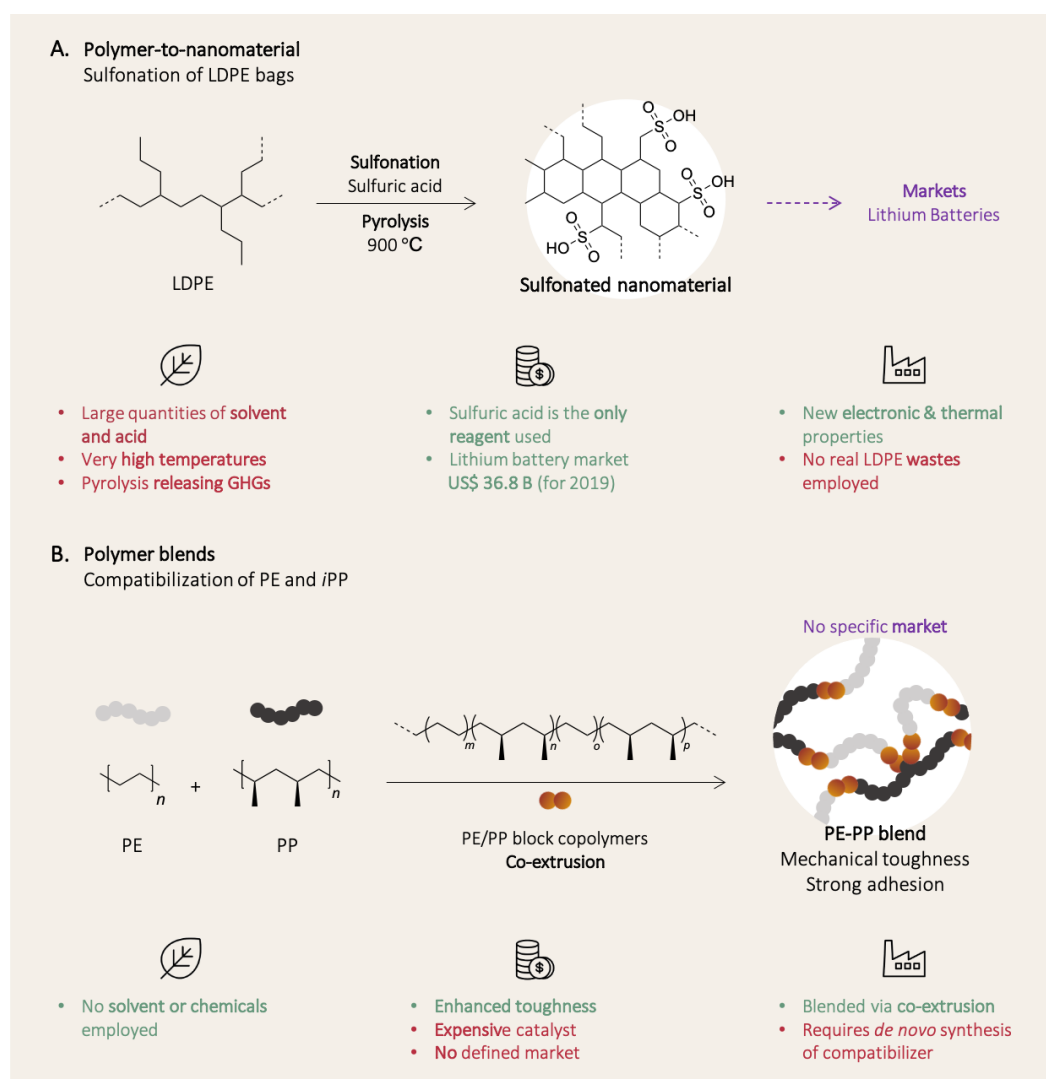 A. Polymer-to-nanomaterial
Sulfonation of LDPE bags
Sulfonation
Sulfuric acid
Pyrolysis
900 °C
LDPE
O
S
OH
O
O
S
OH
O
O
S
HO
O
Sulfonated nanomaterial
Markets
Lithium Batteries
$
• Large quantities of solvent
and acid
• Very high temperatures
• Pyrolysis releasing GHGs
• Sulfuric acid is the only
reagent used
• Lithium battery market
US$ 36.8 B (for 2019)
• New electronic & thermal
properties
• No real LDPE wastes
employed
B. Polymer blends
Compatibilization of PE and iPP
No specific market
m
n
o
p
n
+
n
PE
PP
PE/PP block copolymers
Co-extrusion
PE-PP blend
Mechanical toughness
Strong adhesion
$
• No solvent or chemicals
employed
• Enhanced toughness
• Expensive catalyst
• No defined market
• Blended via co-extrusion
• Requires de novo synthesis
of compatibilizer